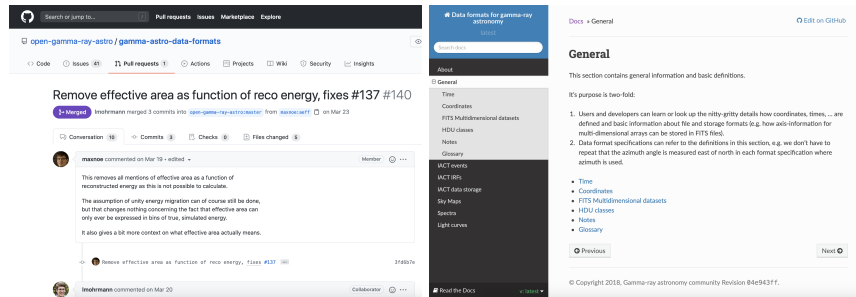 Search or jump to...
Pull requests Issues Marketplace Explore
open-gamma-ray-astro / gamma-astro-data-formats
Code
Issues 41
Pull requests 1
Actions
Projects
Wiki
Security
Insights
Remove effective area as function of reco energy, fixes #137 #140
Merged lmohrmann merged 3 commits into open-gamma-ray-astro:master from maxnoe:aeff on Mar 23
Conversation 10
Commits 3
Checks 0
Files changed 5
maxnoe commented on Mar 19 • edited
Member
This removes all mentions of effective area as a function of
reconstructed energy as this is not possible to calculate.
The assumption of unity energy migration can of course still be done,
but that changes nothing concerning the fact that effective area can
only ever be expressed in bins of true, simulated energy.
It also gives a bit more context on what effective area actually means.
Remove effective area as function of reco energy, fixes #137 ...
3fd6b7e
lmohrmann commented on Mar 20
Collaborator
Data formats for gamma-ray
astronomy
latest
Search docs
About
General
Time
Coordinates
FITS Multidimensional datasets
HDU classes
Notes
Glossary
IACT events
IACT IRFs
IACT data storage
Sky Maps
Spectra
Light curves
Read the Docs
v: latest
Docs » General
Edit on GitHub
General
This section contains general information and basic definitions.
It's purpose is two-fold:
1. Users and developers can learn or look up the nitty-gritty details how coordinates, times, ... are
defined and basic information about file and storage formats (e.g. how axis-information for
multi-dimensional arrays can be stored in FITS files).
2. Data format specifications can refer to the definitions in this section, e.g. we don't have to
repeat that the azimuth angle is measured east of north in each format specification where
azimuth is used.
• Time
• Coordinates
• FITS Multidimensional datasets
• HDU classes
• Notes
• Glossary
Previous
Next
© Copyright 2018, Gamma-ray astronomy community Revision 04e943ff.